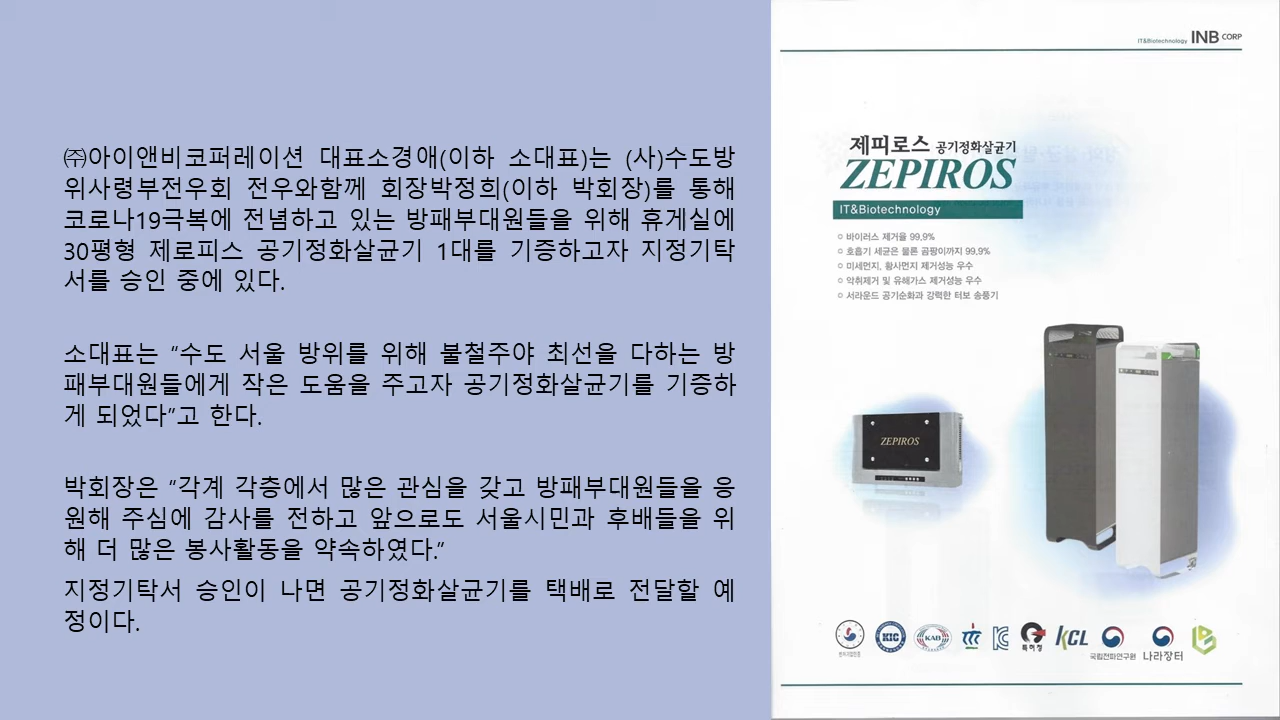 ㈜아이앤비코퍼레이션 대표소경애(이하 소대표)는 (사)수도방
위사령부전우회 전우와함께 회장박정희(이하 박회장)를 통해
코로나19극복에 전념하고 있는 방패부대원들을 위해 휴게실에
30평형 제로피스 공기정화살균기 1대를 기증하고자 지정기탁
서를 승인 중에 있다.
소대표는 “수도 서울 방위를 위해 불철주야 최선을 다하는 방
패부대원들에게 작은 도움을 주고자 공기정화살균기를 기증하
게 되었다”고 한다.
박회장은 “각계 각층에서 많은 관심을 갖고 방패부대원들을 응
원해 주심에 감사를 전하고 앞으로도 서울시민과 후배들을 위
해 더 많은 봉사활동을 약속하였다.”
지정기탁서 승인이 나면 공기정화살균기를 택배로 전달할 예
정이다.
IT&Biotechnology INB CORP
제피로스 공기정화살균기
ZEPIROS
IT&Biotechnology
○ 바이러스 제거율 99,9%
○ 호흡기 세균은 물론 곰팡이까지 99,9%
○ 미세먼지, 황사먼지 제거성능 우수
○ 악취제거 및 유해가스 제거성능 우수
○ 서라운드 공기순화과 강력한 터보 송풍기
ZEPIROS
KIC
KAB
특허청
KCL
국립전파연구원
나라장터